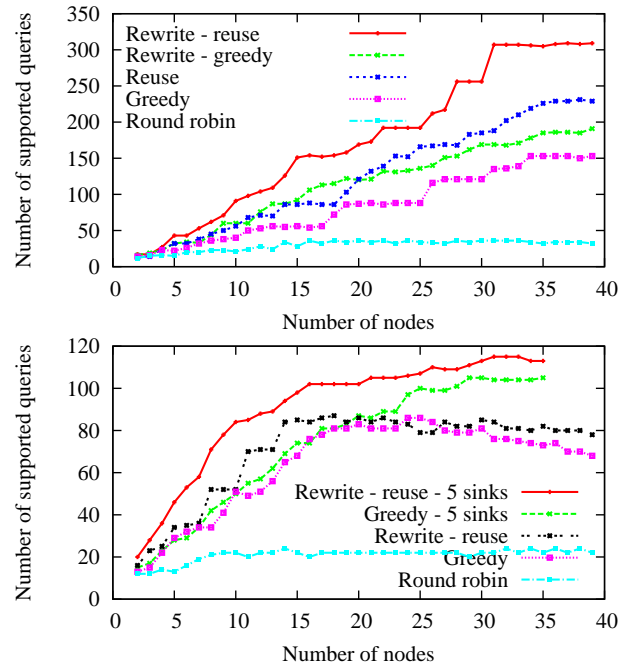 350
300
250
200
150
100
50
0
Number of supported queries
Rewrite - reuse
Rewrite - greedy
Reuse
Greedy
Round robin
0 5 10 15 20 25 30 35 40
Number of nodes
120
100
80
60
40
20
0
Number of supported queries
Rewrite - reuse - 5 sinks
Greedy - 5 sinks
Rewrite - reuse
Greedy
Round robin
0 5 10 15 20 25 30 35 40
Number of nodes